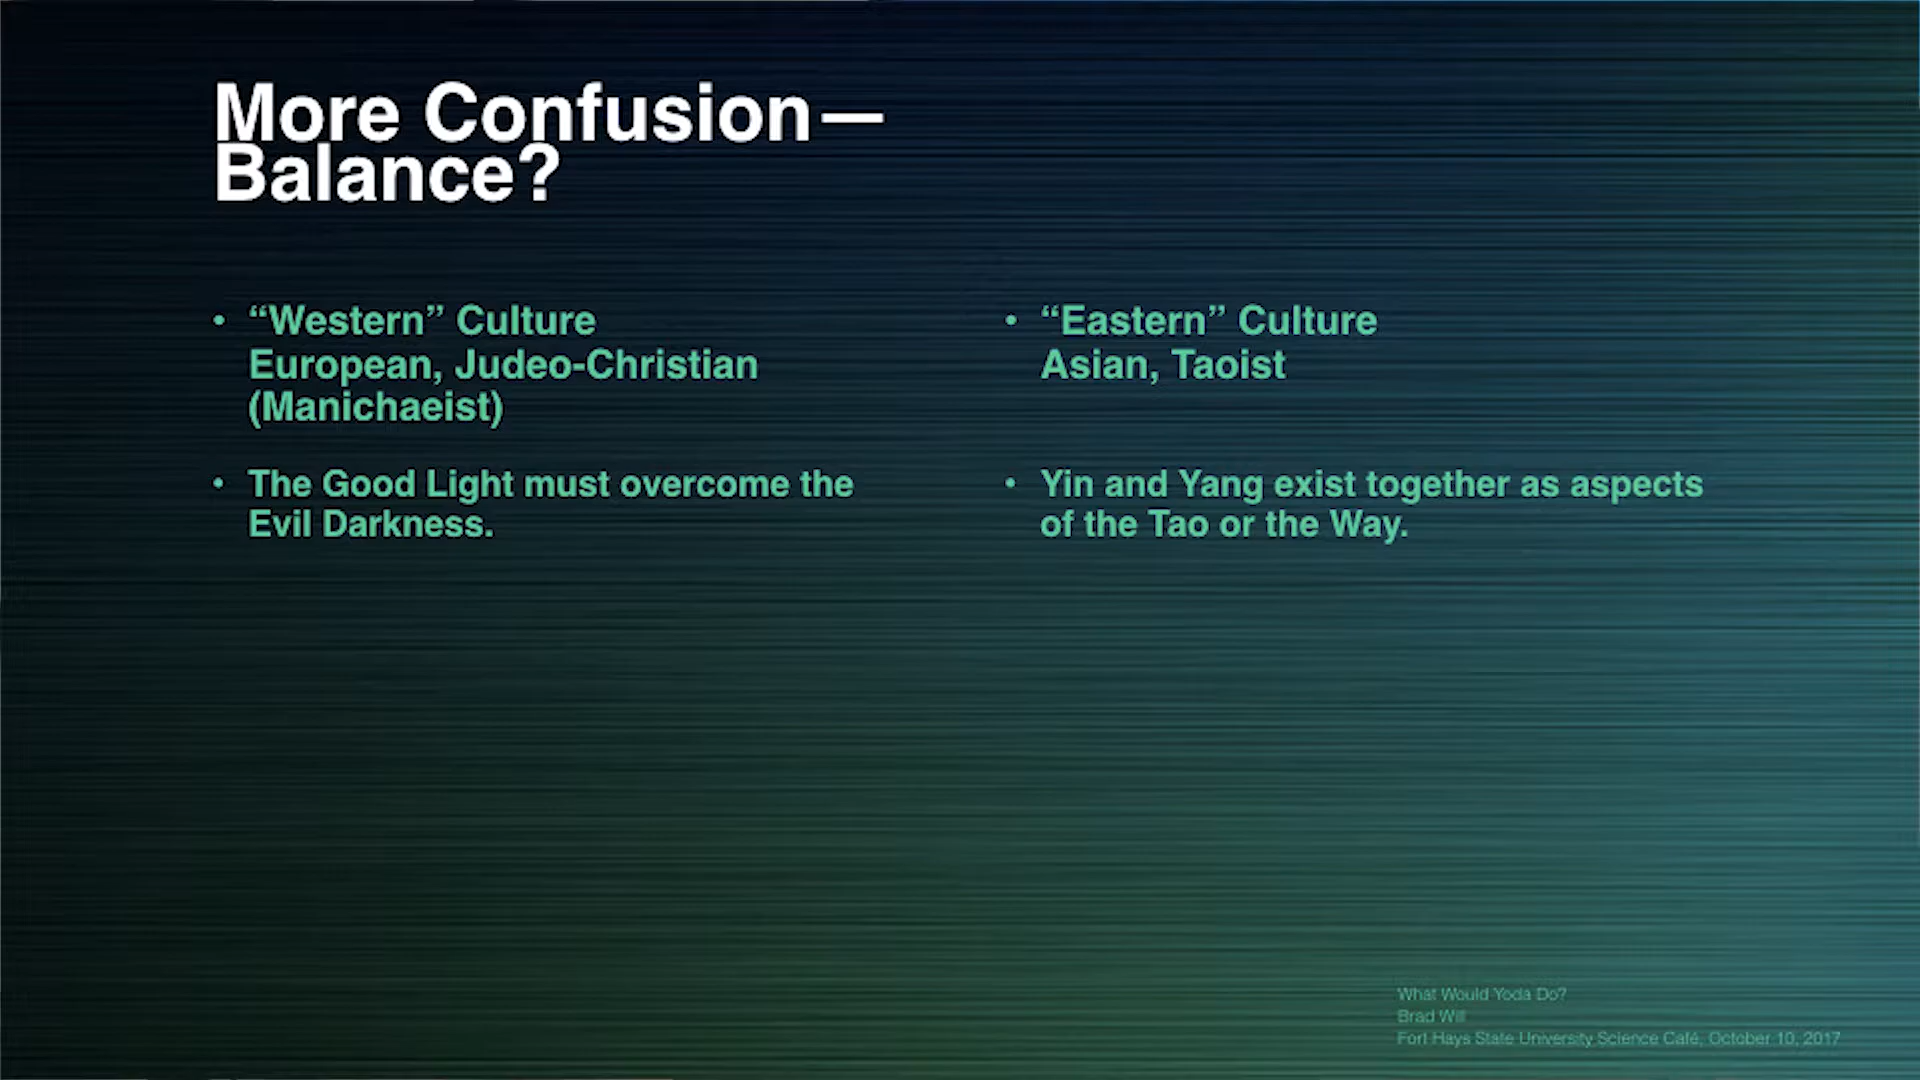 More Confusion—
Balance?
• “Western” Culture
European, Judeo-Christian
(Manichaeist)
• The Good Light must overcome the
Evil Darkness.
• “Eastern” Culture
Asian, Taoist
• Yin and Yang exist together as aspects
of the Tao or the Way.
What Would Yoda Do?
Brad Will
Fort Hays State University Science Café, October 10, 2017